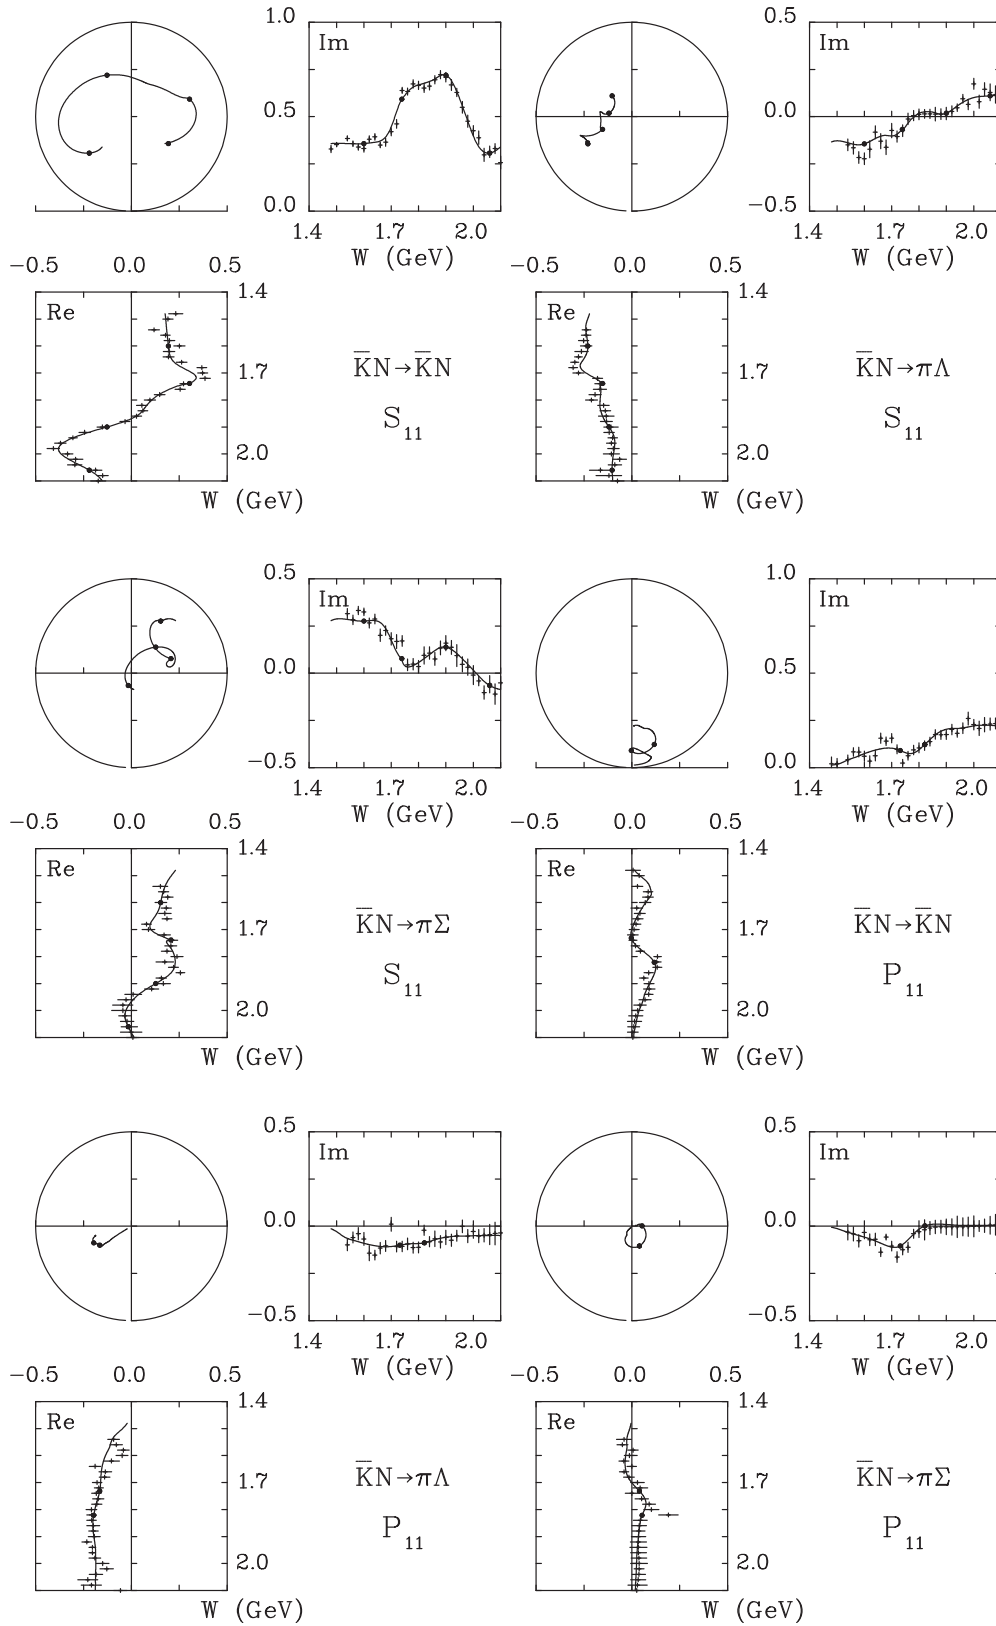 1.0 Im 0.5 Im
0.5 0.0
0.0 −0.5
1.4 1.7 2.0 1.4 1.7 2.0
W (GeV) W (GeV)
−0.5 0.0 0.5 −0.5 0.0 0.5
Re 1.4 Re 1.4
K̅N→K̅N 1.7 K̅N→πΛ 1.7
S₁₁ S₁₁
2.0 2.0
W (GeV) W (GeV)
0.5 Im 1.0 Im
0.0 0.5
−0.5 0.0
1.4 1.7 2.0 1.4 1.7 2.0
W (GeV) W (GeV)
−0.5 0.0 0.5 −0.5 0.0 0.5
Re 1.4 Re 1.4
1.7 K̅N→πΣ 1.7 K̅N→K̅N
S₁₁ P₁₁
2.0 2.0
W (GeV) W (GeV)
0.5 Im 0.5 Im
0.0 0.0
−0.5 −0.5
1.4 1.7 2.0 1.4 1.7 2.0
W (GeV) W (GeV)
−0.5 0.0 0.5 −0.5 0.0 0.5
Re 1.4 Re 1.4
1.7 K̅N→πΛ 1.7 K̅N→πΣ
P₁₁ P₁₁
2.0 2.0
W (GeV) W (GeV)